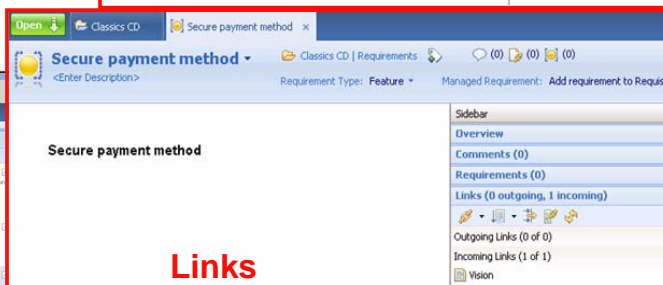 Open Classics CD Secure payment method ×
Secure payment method Classics CD | Requirements (0) (0) (0)
<Enter Description> Requirement Type: Feature Managed Requirement: Add requirement to Requis
Sidebar
Overview
Secure payment method
Comments (0)
Requirements (0)
Links (0 outgoing, 1 incoming)
Outgoing Links (0 of 0)
Incoming Links (1 of 1)
Links
Vision